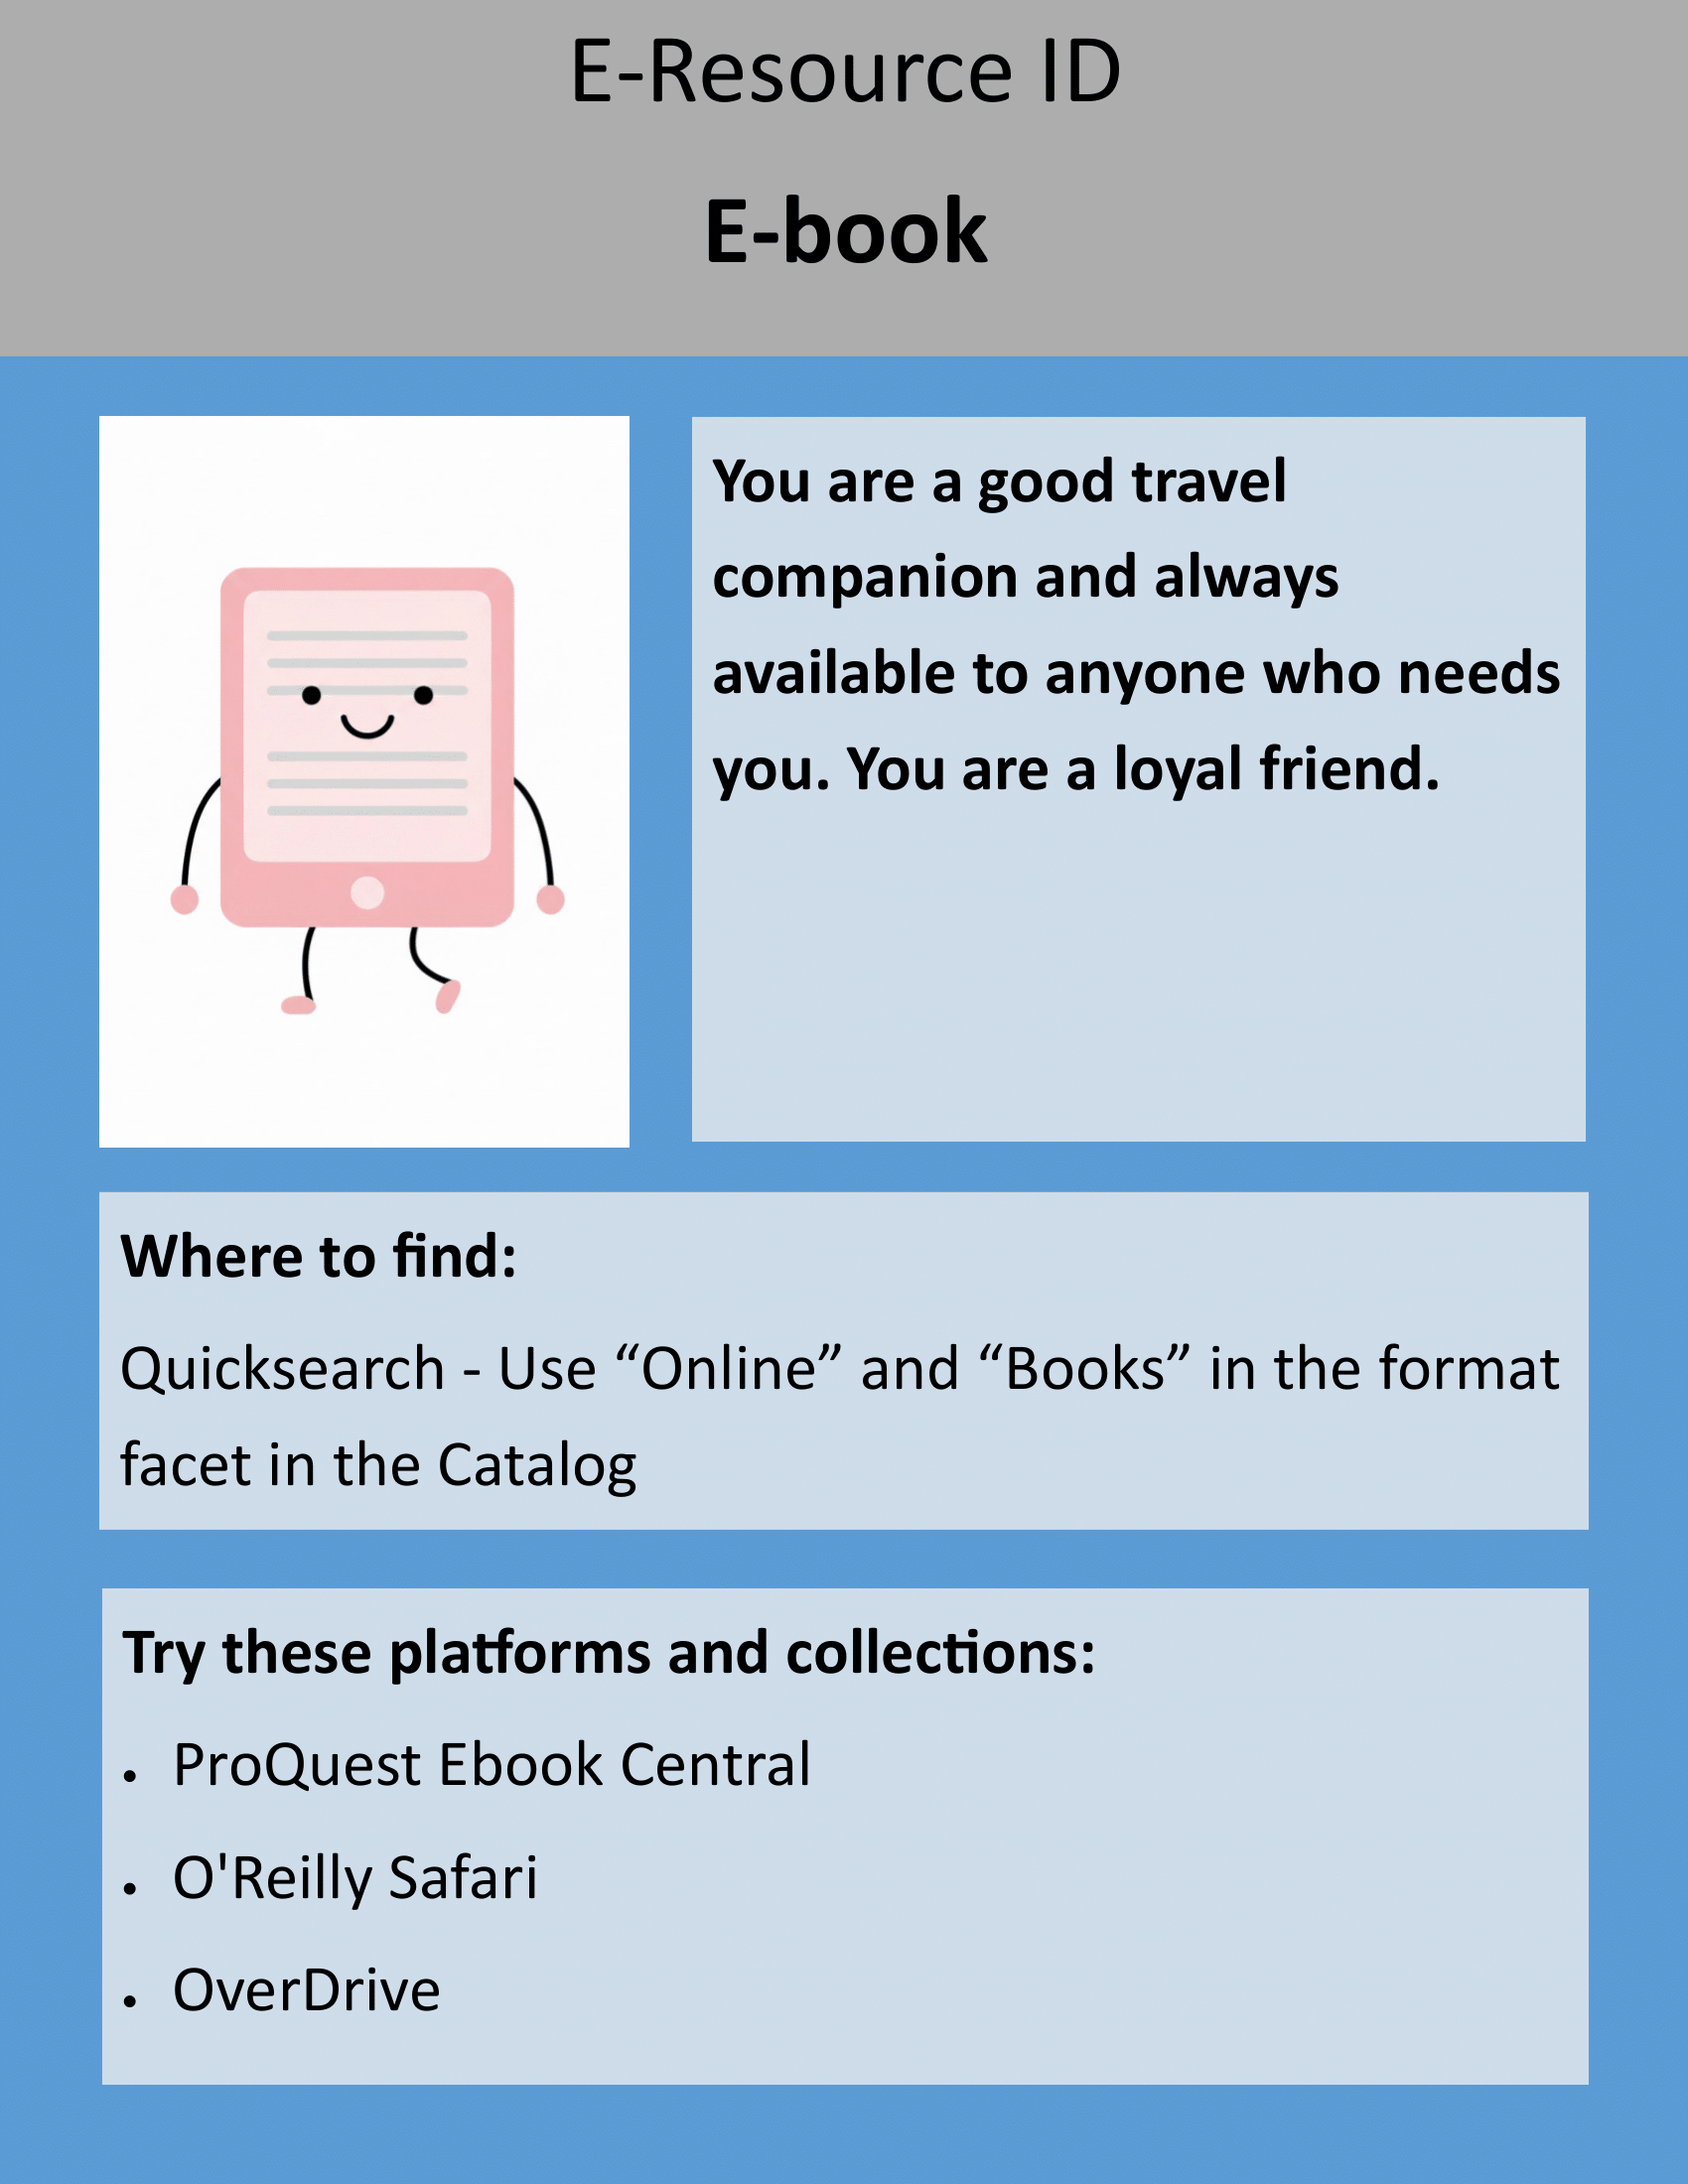 E-Resource ID
E-book
You are a good travel
companion and always
available to anyone who needs
you. You are a loyal friend.
Where to find:
Quicksearch - Use “Online” and “Books” in the format
facet in the Catalog
Try these platforms and collections:
• ProQuest Ebook Central
• O'Reilly Safari
• OverDrive